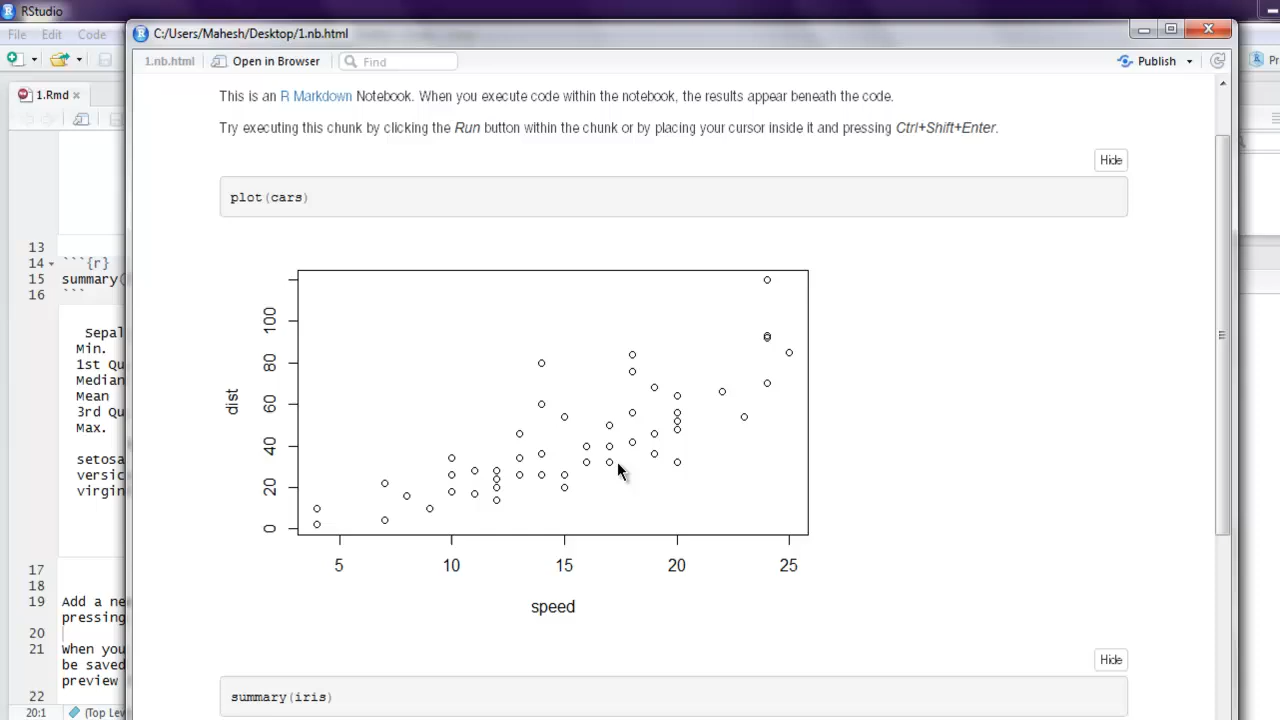 RStudio
File Edit Code
C:/Users/Mahesh/Desktop/1.nb.html
1.nb.html Open in Browser Find Publish
1.Rmd
This is an R Markdown Notebook. When you execute code within the notebook, the results appear beneath the code.
Try executing this chunk by clicking the Run button within the chunk or by placing your cursor inside it and pressing Ctrl+Shift+Enter.
Hide
plot(cars)
13
14 ```{r}
15 summary(
16 ```
Sepal
Min.
1st Qu
Median
Mean
3rd Qu
Max.
setosa
versic
virgin
17
18
19 Add a ne
pressing
20
21 When you
be saved
preview
22
20:1 (Top Lev
dist
0 20 40 60 80 100
5 10 15 20 25
speed
Hide
summary(iris)